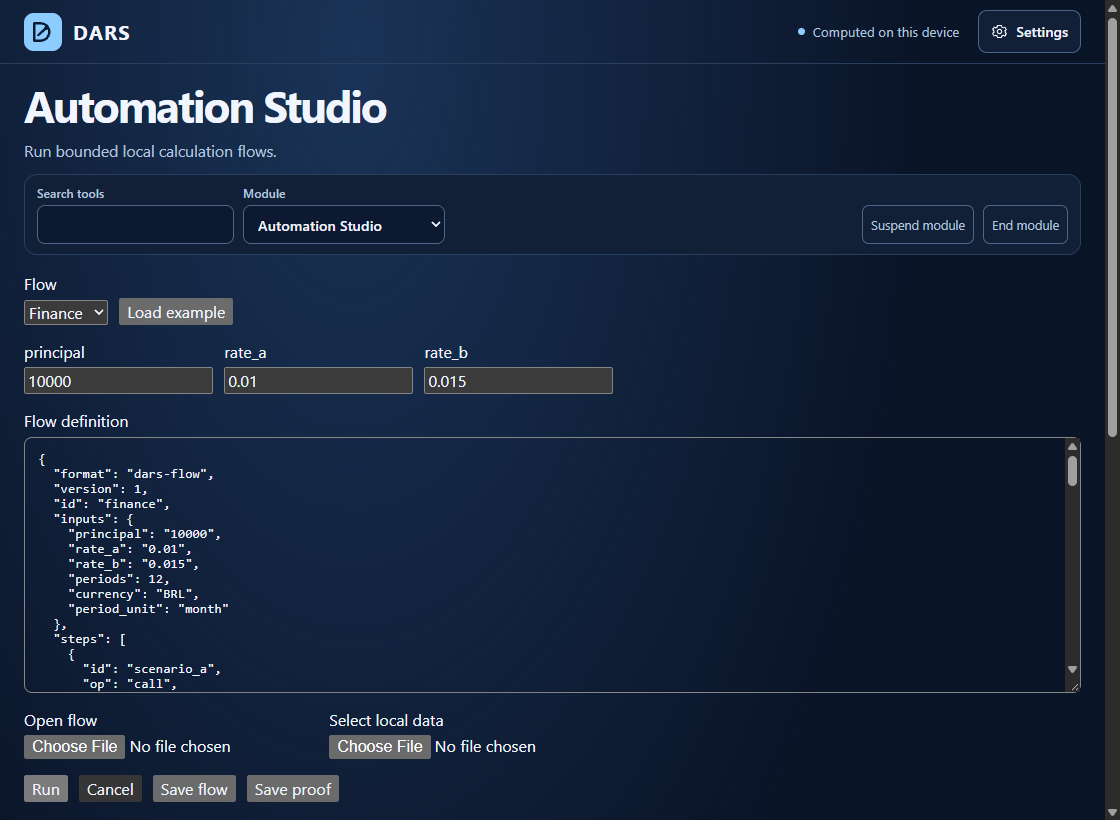 DARS
Computed on this device
Settings
Automation Studio
Run bounded local calculation flows.
Search tools
Module
Automation Studio
Suspend module
End module
Flow
Finance
Load example
principal
rate_a
rate_b
10000
0.01
0.015
Flow definition
{
  "format": "dars-flow",
  "version": 1,
  "id": "finance",
  "inputs": {
    "principal": "10000",
    "rate_a": "0.01",
    "rate_b": "0.015",
    "periods": 12,
    "currency": "BRL",
    "period_unit": "month"
  },
  "steps": [
    {
      "id": "scenario_a",
      "op": "call",
Open flow
Select local data
Choose File No file chosen
Choose File No file chosen
Run
Cancel
Save flow
Save proof